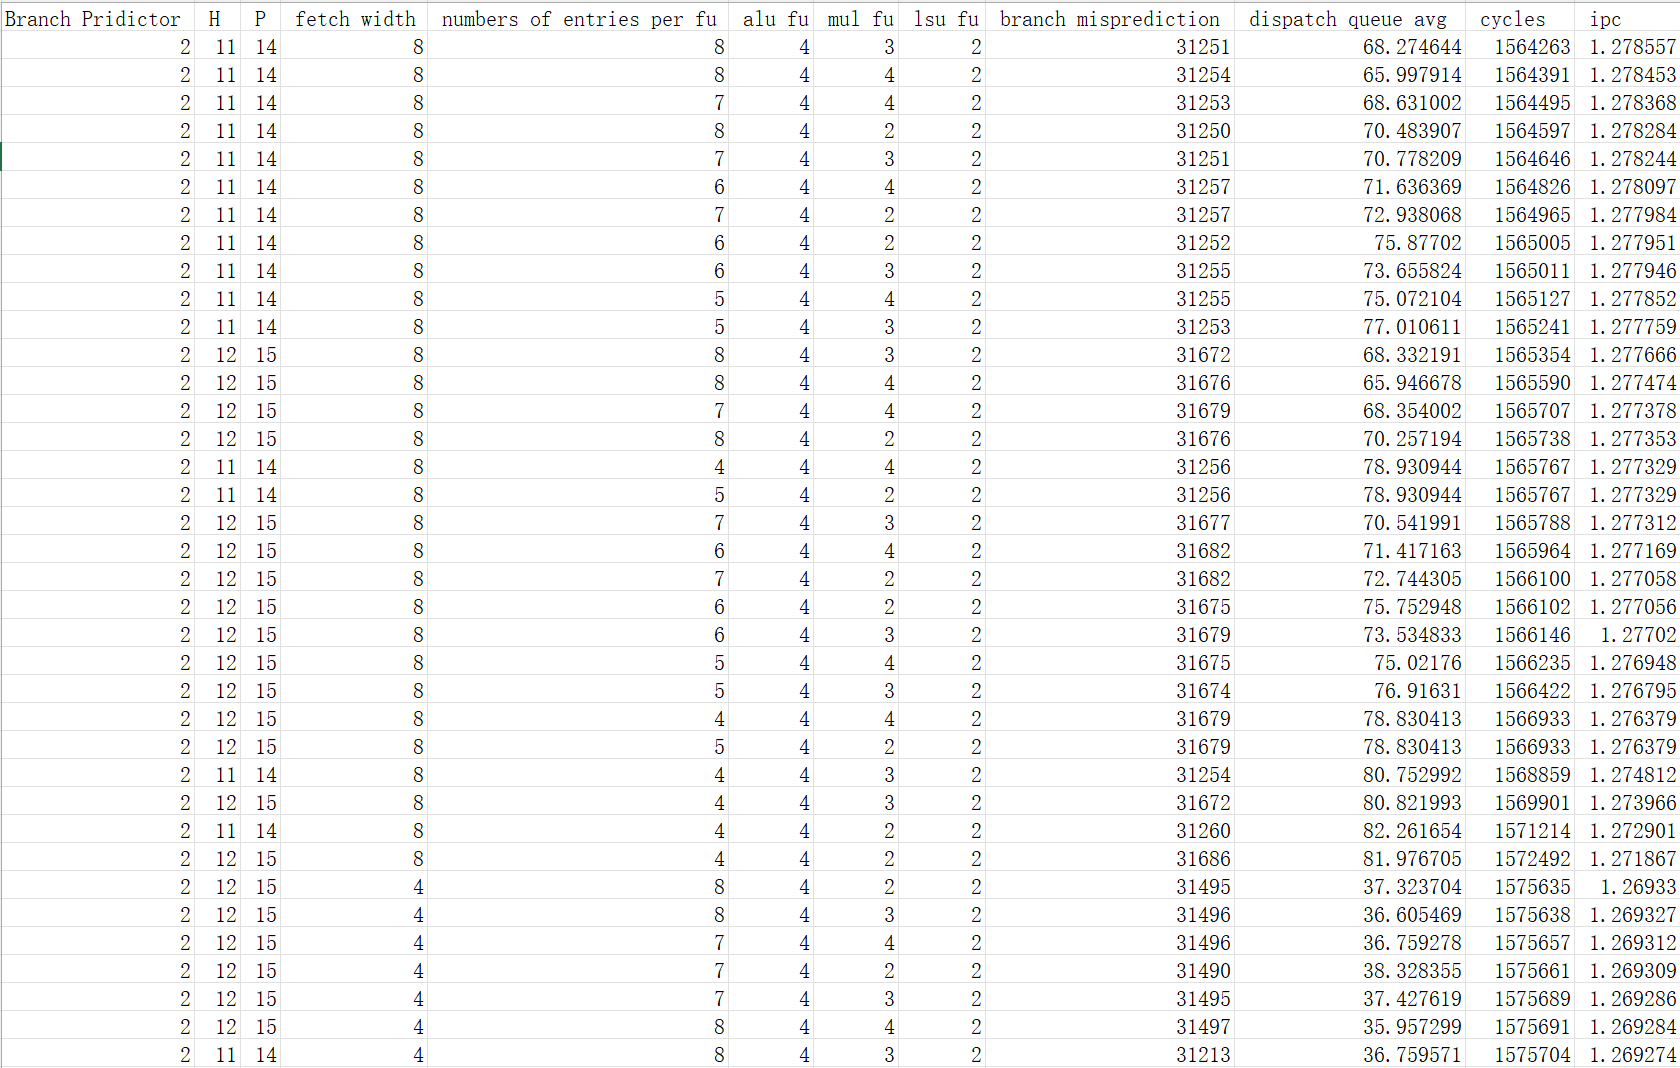 Branch Pridictor H P fetch width numbers of entries per fu alu fu mul fu lsu fu branch misprediction dispatch queue avg cycles ipc
2 11 14 8 8 4 3 2 31251 68.274644 1564263 1.278557
2 11 14 8 8 4 4 2 31254 65.997914 1564391 1.278453
2 11 14 8 7 4 4 2 31253 68.631002 1564495 1.278368
2 11 14 8 8 4 2 2 31250 70.483907 1564597 1.278284
2 11 14 8 7 4 3 2 31251 70.778209 1564646 1.278244
2 11 14 8 6 4 4 2 31257 71.636369 1564826 1.278097
2 11 14 8 7 4 2 2 31257 72.938068 1564965 1.277984
2 11 14 8 6 4 2 2 31252 75.87702 1565005 1.277951
2 11 14 8 6 4 3 2 31255 73.655824 1565011 1.277946
2 11 14 8 5 4 4 2 31255 75.072104 1565127 1.277852
2 11 14 8 5 4 3 2 31253 77.010611 1565241 1.277759
2 12 15 8 8 4 3 2 31672 68.332191 1565354 1.277666
2 12 15 8 8 4 4 2 31676 65.946678 1565590 1.277474
2 12 15 8 7 4 4 2 31679 68.354002 1565707 1.277378
2 12 15 8 8 4 2 2 31676 70.257194 1565738 1.277353
2 11 14 8 4 4 4 2 31256 78.930944 1565767 1.277329
2 11 14 8 5 4 2 2 31256 78.930944 1565767 1.277329
2 12 15 8 7 4 3 2 31677 70.541991 1565788 1.277312
2 12 15 8 6 4 4 2 31682 71.417163 1565964 1.277169
2 12 15 8 7 4 2 2 31682 72.744305 1566100 1.277058
2 12 15 8 6 4 2 2 31675 75.752948 1566102 1.277056
2 12 15 8 6 4 3 2 31679 73.534833 1566146 1.27702
2 12 15 8 5 4 4 2 31675 75.02176 1566235 1.276948
2 12 15 8 5 4 3 2 31674 76.91631 1566422 1.276795
2 12 15 8 4 4 4 2 31679 78.830413 1566933 1.276379
2 12 15 8 5 4 2 2 31679 78.830413 1566933 1.276379
2 11 14 8 4 4 3 2 31254 80.752992 1568859 1.274812
2 12 15 8 4 4 3 2 31672 80.821993 1569901 1.273966
2 11 14 8 4 4 2 2 31260 82.261654 1571214 1.272901
2 12 15 8 4 4 2 2 31686 81.976705 1572492 1.271867
2 12 15 4 8 4 2 2 31495 37.323704 1575635 1.26933
2 12 15 4 8 4 3 2 31496 36.605469 1575638 1.269327
2 12 15 4 7 4 4 2 31496 36.759278 1575657 1.269312
2 12 15 4 7 4 2 2 31490 38.328355 1575661 1.269309
2 12 15 4 7 4 3 2 31495 37.427619 1575689 1.269286
2 12 15 4 8 4 4 2 31497 35.957299 1575691 1.269284
2 11 14 4 8 4 3 2 31213 36.759571 1575704 1.269274